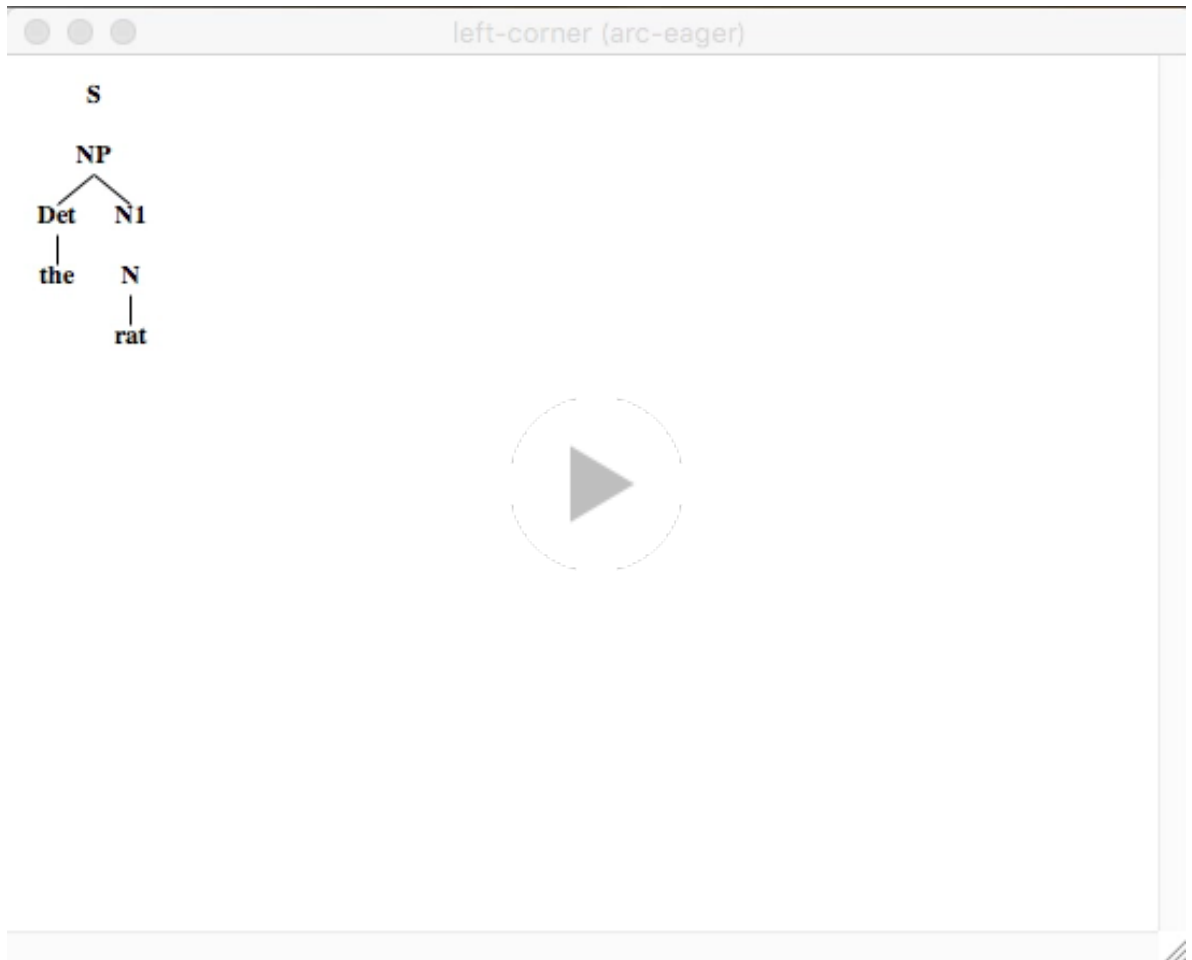 left-corner (arc-eager)
S
NP
Det N1
the N
rat